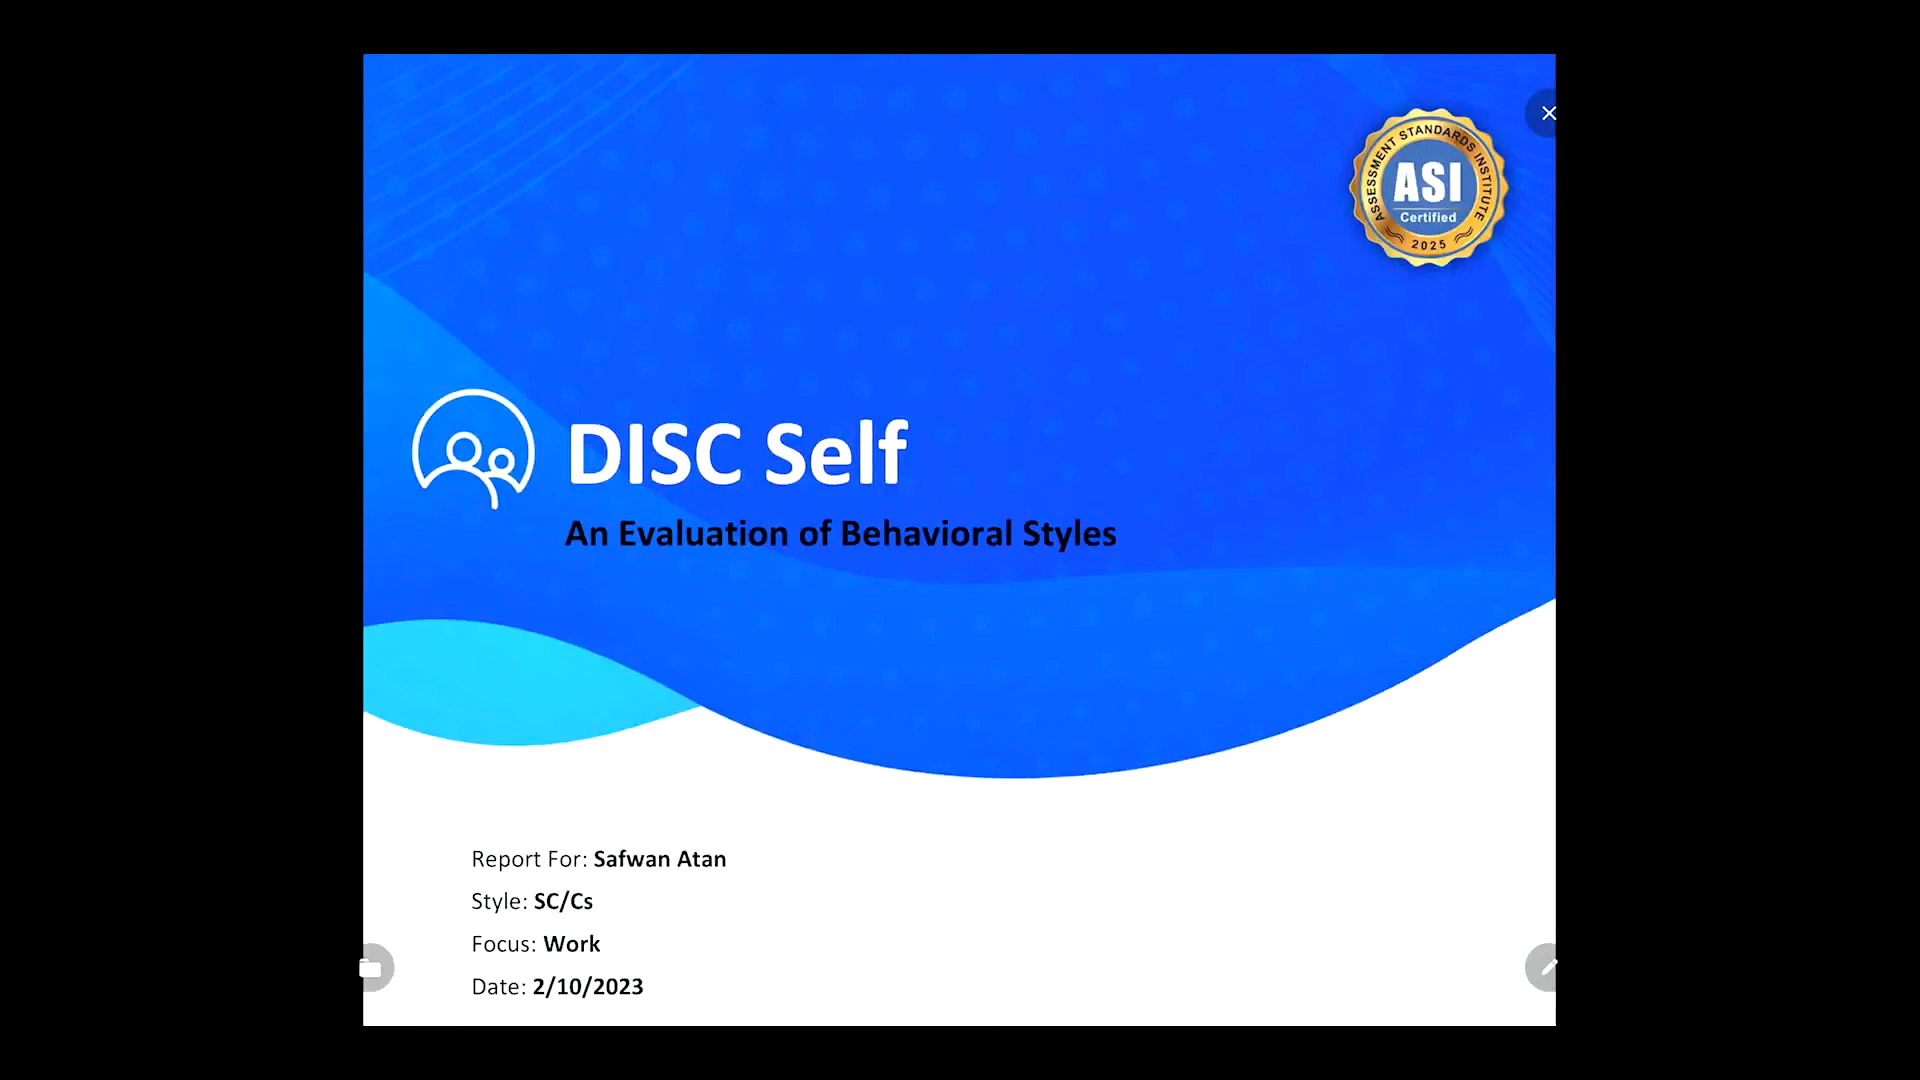 ASSESSMENT STANDARDS INSTITUTE
ASI
Certified
2025
DISC Self
An Evaluation of Behavioral Styles
Report For: Safwan Atan
Style: SC/Cs
Focus: Work
Date: 2/10/2023